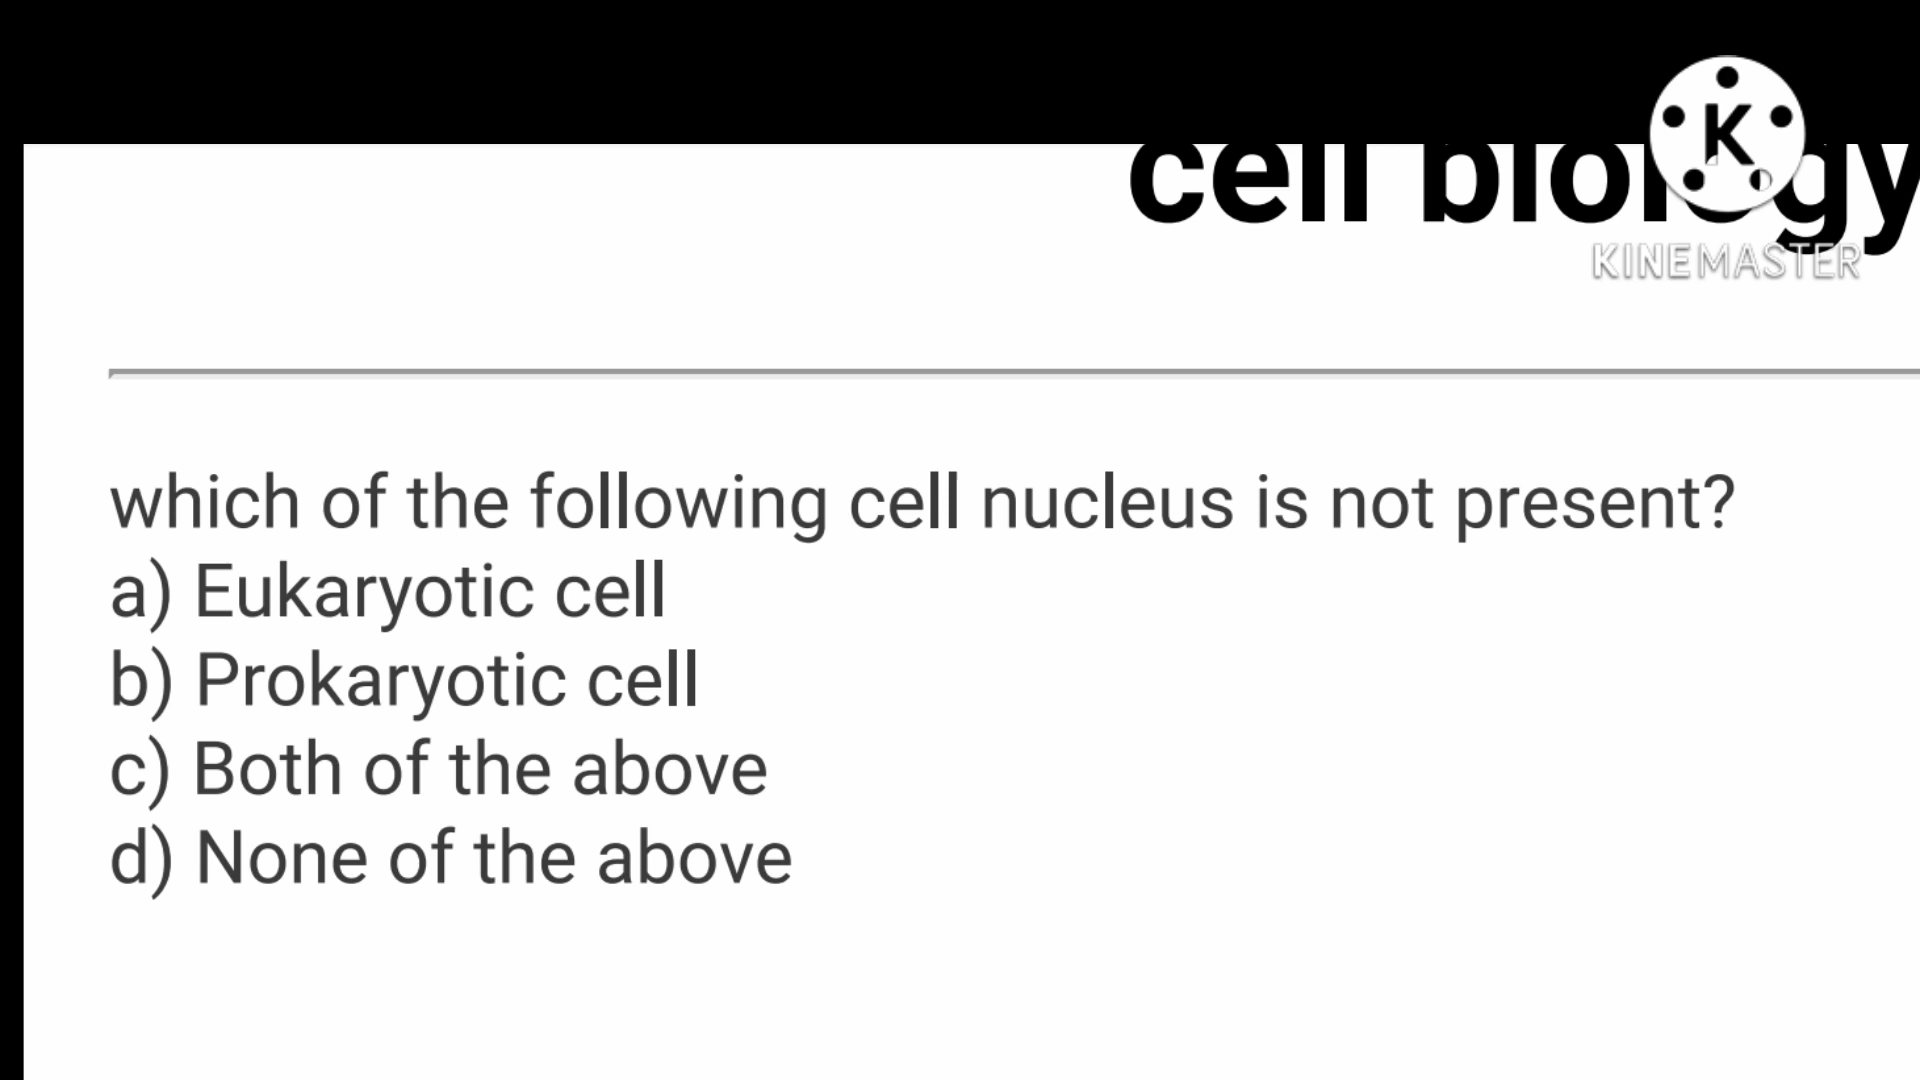 K
cell biology
KINEMASTER
which of the following cell nucleus is not present?
a) Eukaryotic cell
b) Prokaryotic cell
c) Both of the above
d) None of the above